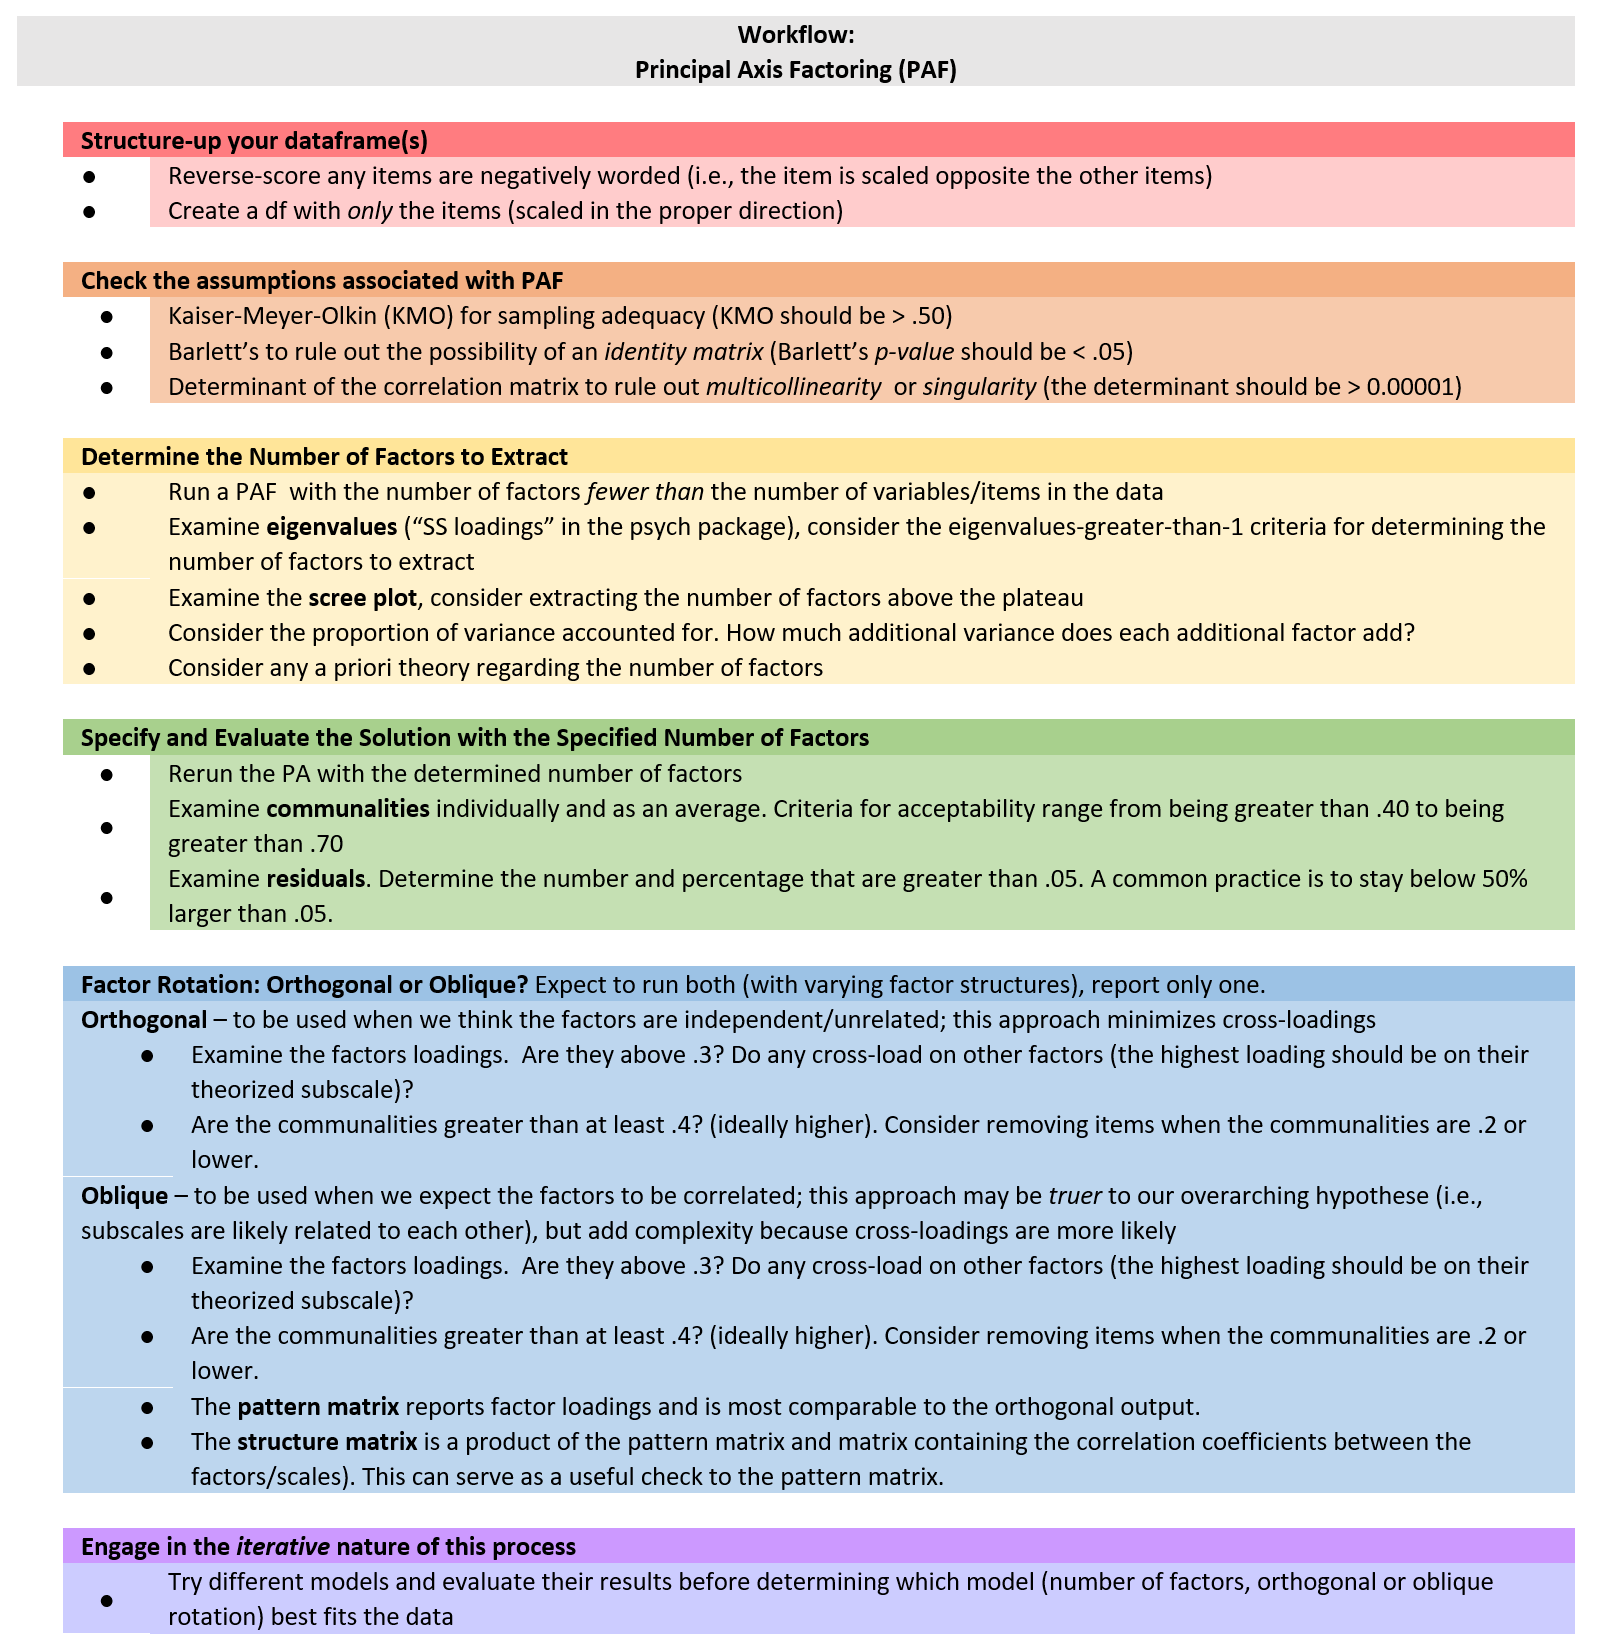 Workflow:
Principal Axis Factoring (PAF)
Structure-up your dataframe(s)
● Reverse-score any items are negatively worded (i.e., the item is scaled opposite the other items)
● Create a df with only the items (scaled in the proper direction)
Check the assumptions associated with PAF
● Kaiser-Meyer-Olkin (KMO) for sampling adequacy (KMO should be > .50)
● Barlett’s to rule out the possibility of an identity matrix (Barlett’s p-value should be < .05)
● Determinant of the correlation matrix to rule out multicollinearity  or singularity (the determinant should be > 0.00001)
Determine the Number of Factors to Extract
● Run a PAF  with the number of factors fewer than the number of variables/items in the data
● Examine eigenvalues (“SS loadings” in the psych package), consider the eigenvalues-greater-than-1 criteria for determining the
number of factors to extract
● Examine the scree plot, consider extracting the number of factors above the plateau
● Consider the proportion of variance accounted for. How much additional variance does each additional factor add?
● Consider any a priori theory regarding the number of factors
Specify and Evaluate the Solution with the Specified Number of Factors
● Rerun the PA with the determined number of factors
● Examine communalities individually and as an average. Criteria for acceptability range from being greater than .40 to being
greater than .70
● Examine residuals. Determine the number and percentage that are greater than .05. A common practice is to stay below 50%
larger than .05.
Factor Rotation: Orthogonal or Oblique? Expect to run both (with varying factor structures), report only one.
Orthogonal – to be used when we think the factors are independent/unrelated; this approach minimizes cross-loadings
● Examine the factors loadings.  Are they above .3? Do any cross-load on other factors (the highest loading should be on their
theorized subscale)?
● Are the communalities greater than at least .4? (ideally higher). Consider removing items when the communalities are .2 or
lower.
Oblique – to be used when we expect the factors to be correlated; this approach may be truer to our overarching hypothese (i.e.,
subscales are likely related to each other), but add complexity because cross-loadings are more likely
● Examine the factors loadings.  Are they above .3? Do any cross-load on other factors (the highest loading should be on their
theorized subscale)?
● Are the communalities greater than at least .4? (ideally higher). Consider removing items when the communalities are .2 or
lower.
● The pattern matrix reports factor loadings and is most comparable to the orthogonal output.
● The structure matrix is a product of the pattern matrix and matrix containing the correlation coefficients between the
factors/scales). This can serve as a useful check to the pattern matrix.
Engage in the iterative nature of this process
● Try different models and evaluate their results before determining which model (number of factors, orthogonal or oblique
rotation) best fits the data